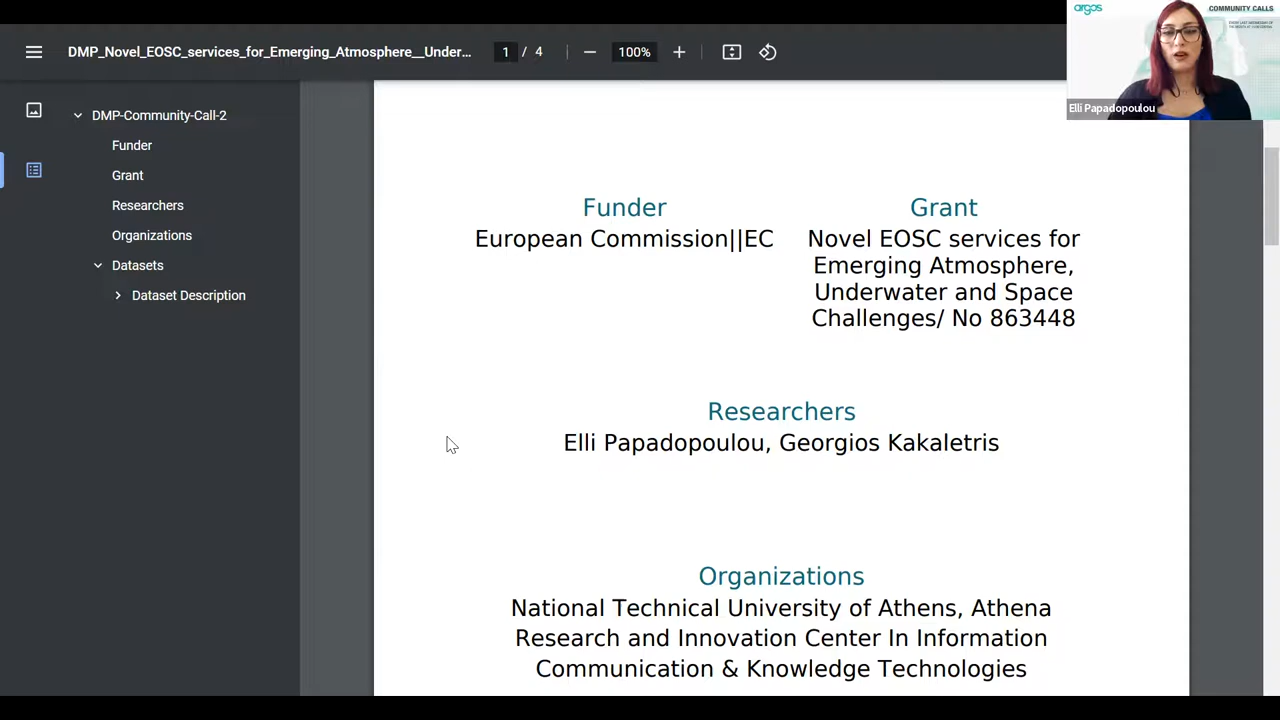 argos
COMMUNITY CALLS
DMP_Novel_EOSC_services_for_Emerging_Atmosphere__Under...
1 / 4
100%
Elli Papadopoulou
DMP-Community-Call-2
Funder
Grant
Researchers
Organizations
Datasets
Dataset Description
Funder
European Commission||EC
Grant
Novel EOSC services for
Emerging Atmosphere,
Underwater and Space
Challenges/ No 863448
Researchers
Elli Papadopoulou, Georgios Kakaletris
Organizations
National Technical University of Athens, Athena
Research and Innovation Center In Information
Communication & Knowledge Technologies